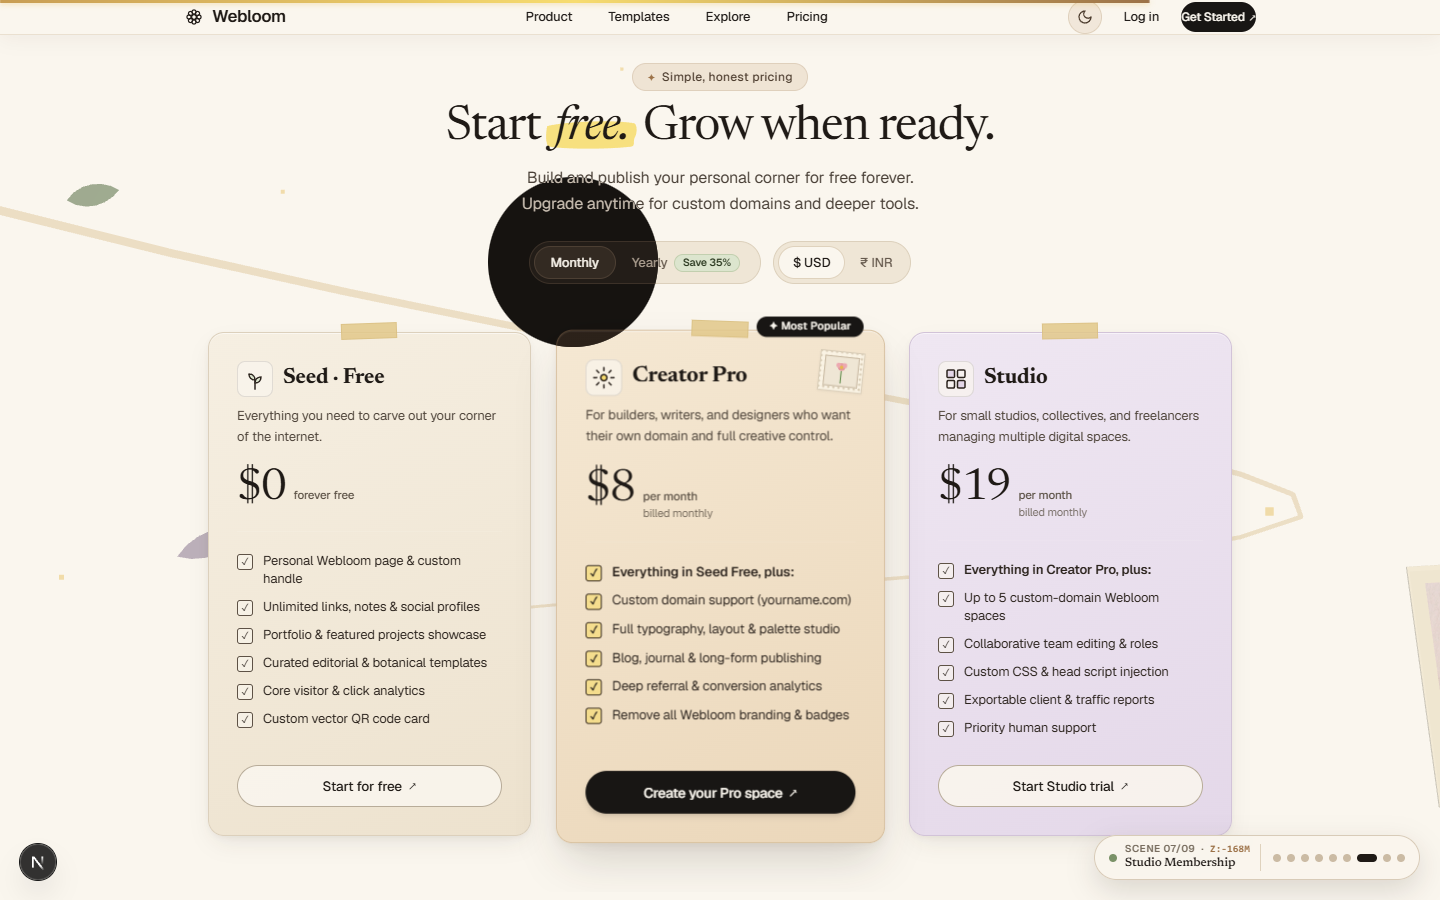 Webloom
Product
Templates
Explore
Pricing
Log in
Get Started ↗
✦ Simple, honest pricing
Start free. Grow when ready.
Build and publish your personal corner for free forever.
Upgrade anytime for custom domains and deeper tools.
Monthly
Yearly
Save 35%
$ USD
₹ INR
Seed · Free
Everything you need to carve out your corner
of the internet.
$0 forever free
✓ Personal Webloom page & custom
handle
✓ Unlimited links, notes & social profiles
✓ Portfolio & featured projects showcase
✓ Curated editorial & botanical templates
✓ Core visitor & click analytics
✓ Custom vector QR code card
Start for free ↗
✦ Most Popular
Creator Pro
For builders, writers, and designers who want
their own domain and full creative control.
$8 per month
billed monthly
✓ Everything in Seed Free, plus:
✓ Custom domain support (yourname.com)
✓ Full typography, layout & palette studio
✓ Blog, journal & long-form publishing
✓ Deep referral & conversion analytics
✓ Remove all Webloom branding & badges
Create your Pro space ↗
Studio
For small studios, collectives, and freelancers
managing multiple digital spaces.
$19 per month
billed monthly
✓ Everything in Creator Pro, plus:
✓ Up to 5 custom-domain Webloom
spaces
✓ Collaborative team editing & roles
✓ Custom CSS & head script injection
✓ Exportable client & traffic reports
✓ Priority human support
Start Studio trial ↗
N
SCENE 07/09 · Z:-168M
Studio Membership